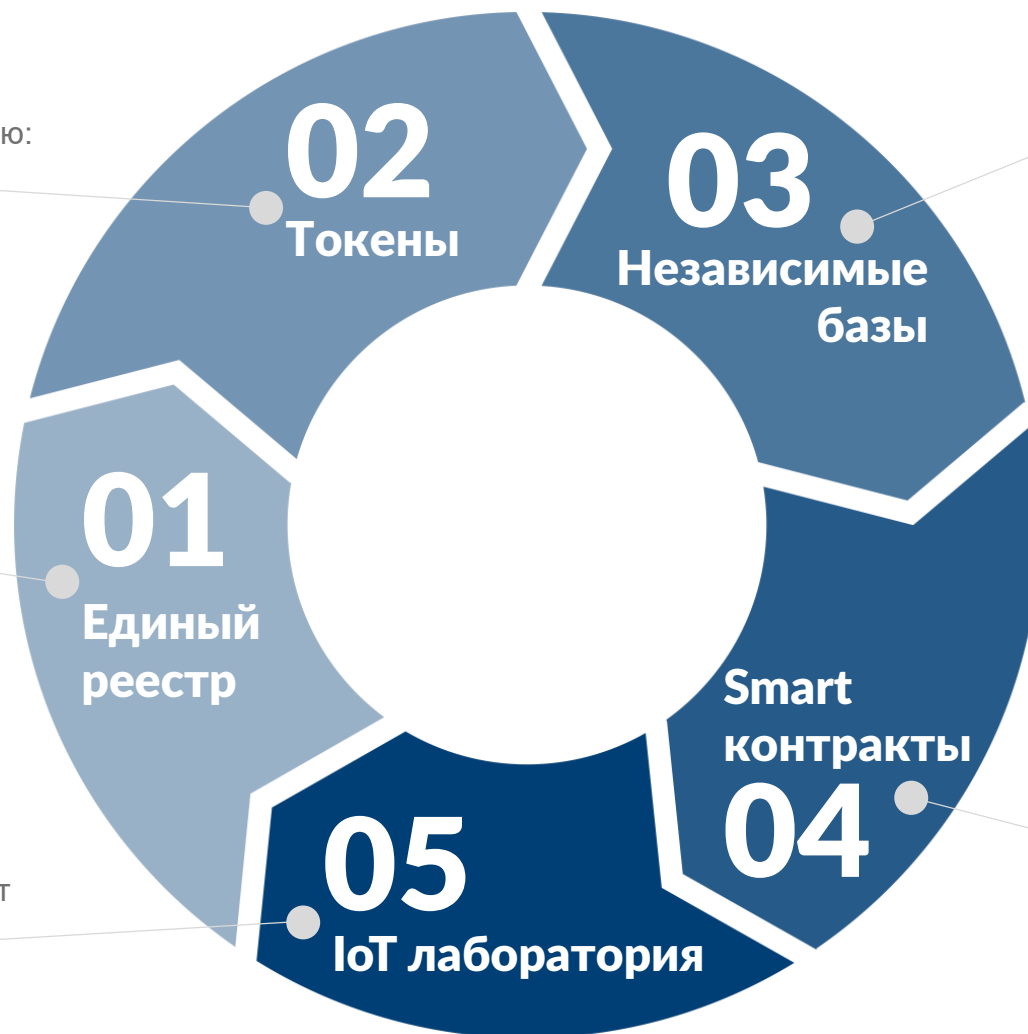 ю:
02
Токены
03
Независимые
базы
01
Единый
реестр
Smart
контракты
04
т
05
IoT лаборатория